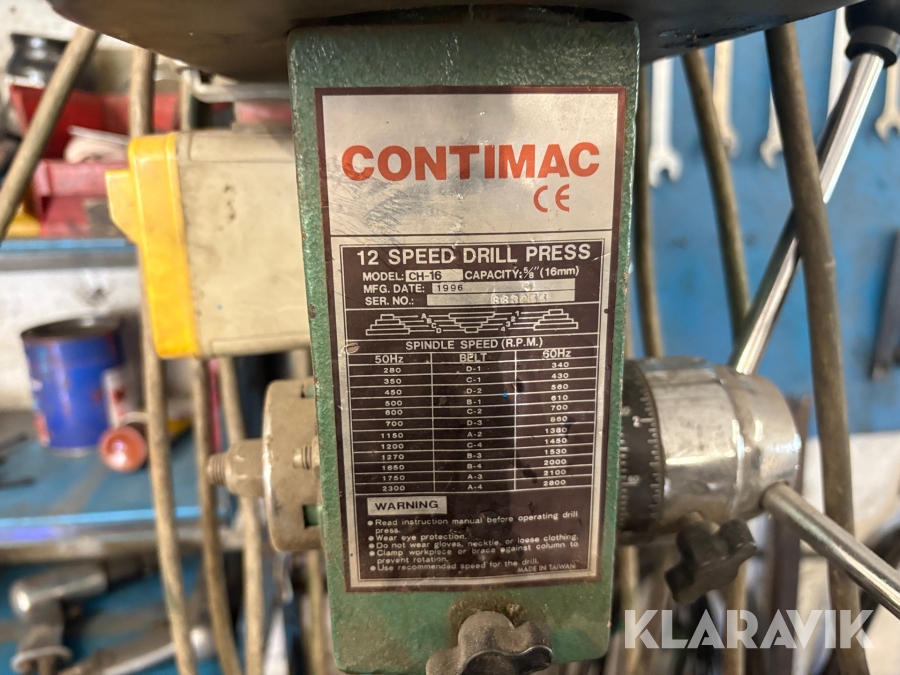 CONTIMAC
CE
12 SPEED DRILL PRESS
MODEL: CH-16 CAPACITY: 5/8" (16mm)
MFG. DATE: 1996
SER. NO.:
A B C D 1 2 3 4
SPINDLE SPEED (R.P.M.)
50Hz BELT 60Hz
280 D-1 340
350 C-1 430
450 D-2 560
500 B-1 610
600 C-2 700
700 D-3 860
1150 A-2 1380
1200 C-4 1450
1270 B-3 1530
1650 B-4 2000
1750 A-3 2100
2300 A-4 2800
WARNING
● Read instruction manual before operating drill
press.
● Wear eye protection.
● Do not wear gloves, necktie, or loose clothing.
● Clamp workpiece or brace against column to
prevent rotation.
● Use recommended speed for the drill.
MADE IN TAIWAN
KLARAVIK